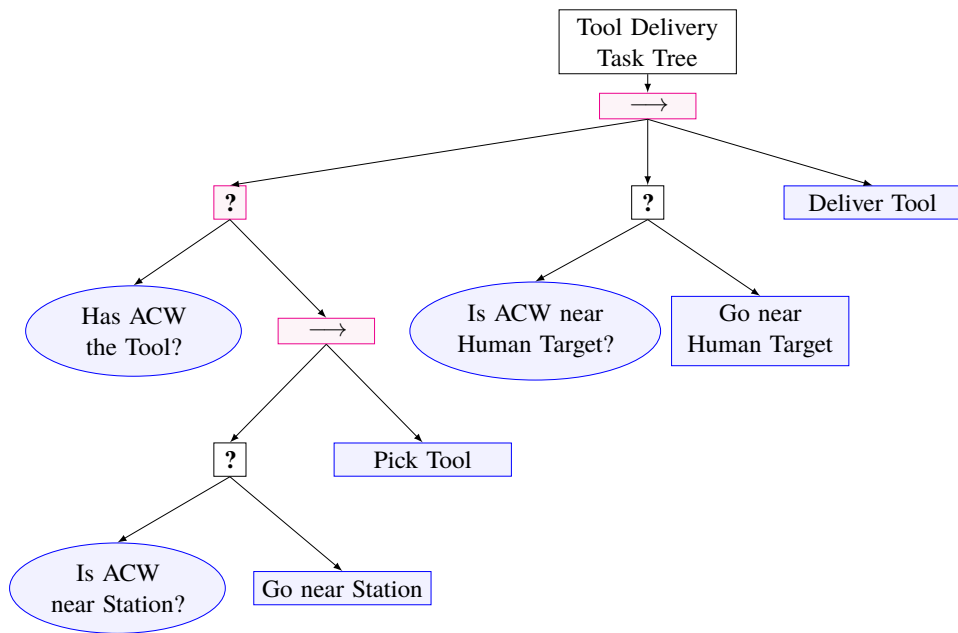 Tool Delivery
Task Tree
⟶
?
?
Deliver Tool
Has ACW
the Tool?
⟶
Is ACW near
Human Target?
Go near
Human Target
?
Pick Tool
Is ACW
near Station?
Go near Station